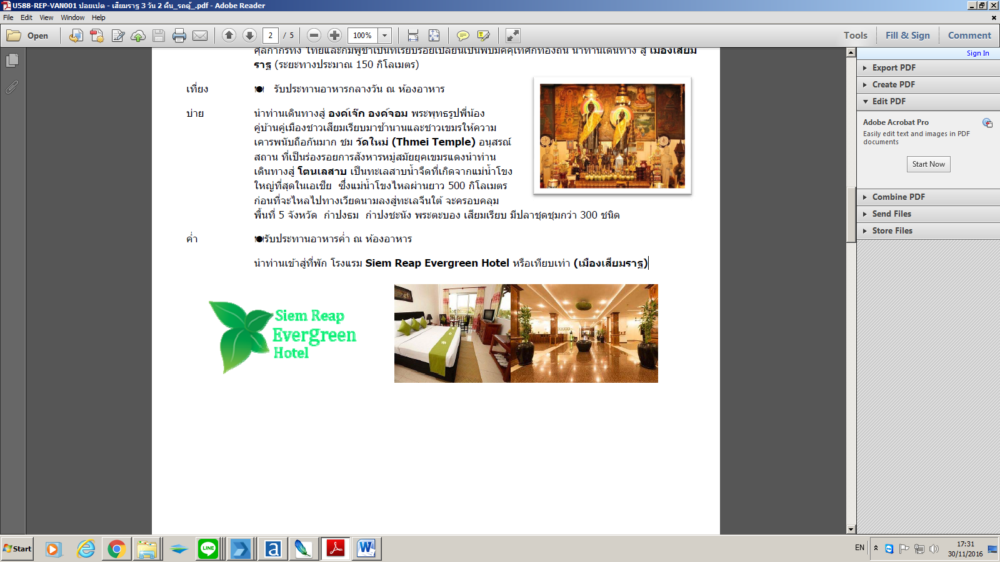 U588-REP-VAN001 ปอยเปต - เสียมราฐ 3 วัน 2 คืน_รถตู้_.pdf - Adobe Reader
File Edit View Window Help
Open 2 / 5 100% Tools Fill & Sign Comment
Sign In
Export PDF
Create PDF
Edit PDF
Adobe Acrobat Pro
Easily edit text and images in PDF
documents
Start Now
Combine PDF
Send Files
Store Files
ศุลกากรทั้ง ไทยและกัมพูชาเป็นที่เรียบร้อยเปลี่ยนเป็นพบมัคคุเทศก์ท้องถิ่น นำท่านเดินทาง สู่ เมืองเสียม
ราฐ (ระยะทางประมาณ 150 กิโลเมตร)
เที่ยง รับประทานอาหารกลางวัน ณ ห้องอาหาร
บ่าย นำท่านเดินทางสู่ องค์เจ๊ก องค์จอม พระพุทธรูปพี่น้อง
คู่บ้านคู่เมืองชาวเสียมเรียบมาช้านานและชาวเขมรให้ความ
เคารพนับถือกันมาก ชม วัดใหม่ (Thmei Temple) อนุสรณ์
สถาน ที่เป็นร่องรอยการสังหารหมู่สมัยยุคเขมรแดงนำท่าน
เดินทางสู่ โตนเลสาบ เป็นทะเลสาบน้ำจืดที่เกิดจากแม่น้ำโขง
ใหญ่ที่สุดในเอเชีย ซึ่งแม่น้ำโขงไหลผ่านยาว 500 กิโลเมตร
ก่อนที่จะไหลไปทางเวียดนามลงสู่ทะเลจีนใต้ จะครอบคลุม
พื้นที่ 5 จังหวัด กำปงธม กำปงชะนัง พระตะบอง เสียมเรียบ มีปลาชุดชุมกว่า 300 ชนิด
ค่ำ รับประทานอาหารค่ำ ณ ห้องอาหาร
นำท่านเข้าสู่ที่พัก โรงแรม Siem Reap Evergreen Hotel หรือเทียบเท่า (เมืองเสียมราฐ)
Siem Reap
Evergreen
Hotel
Start
LINE
a
W
EN
17:31
30/11/2016